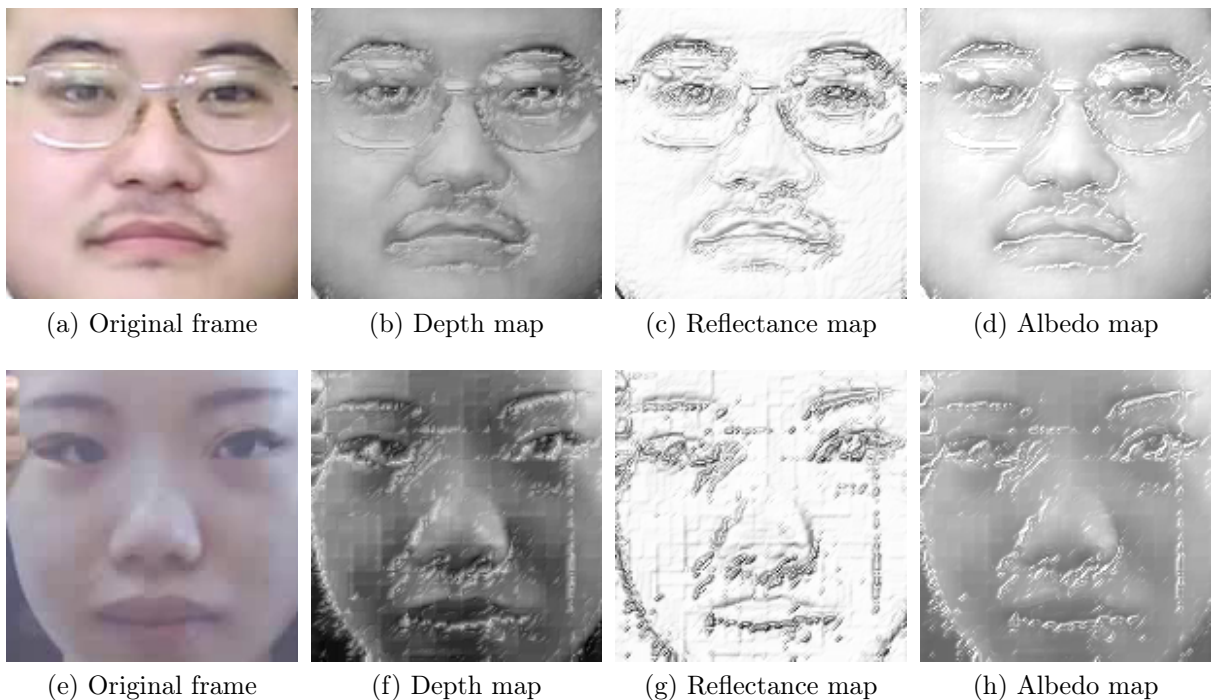 (a) Original frame
(b) Depth map
(c) Reflectance map
(d) Albedo map
(e) Original frame
(f) Depth map
(g) Reflectance map
(h) Albedo map